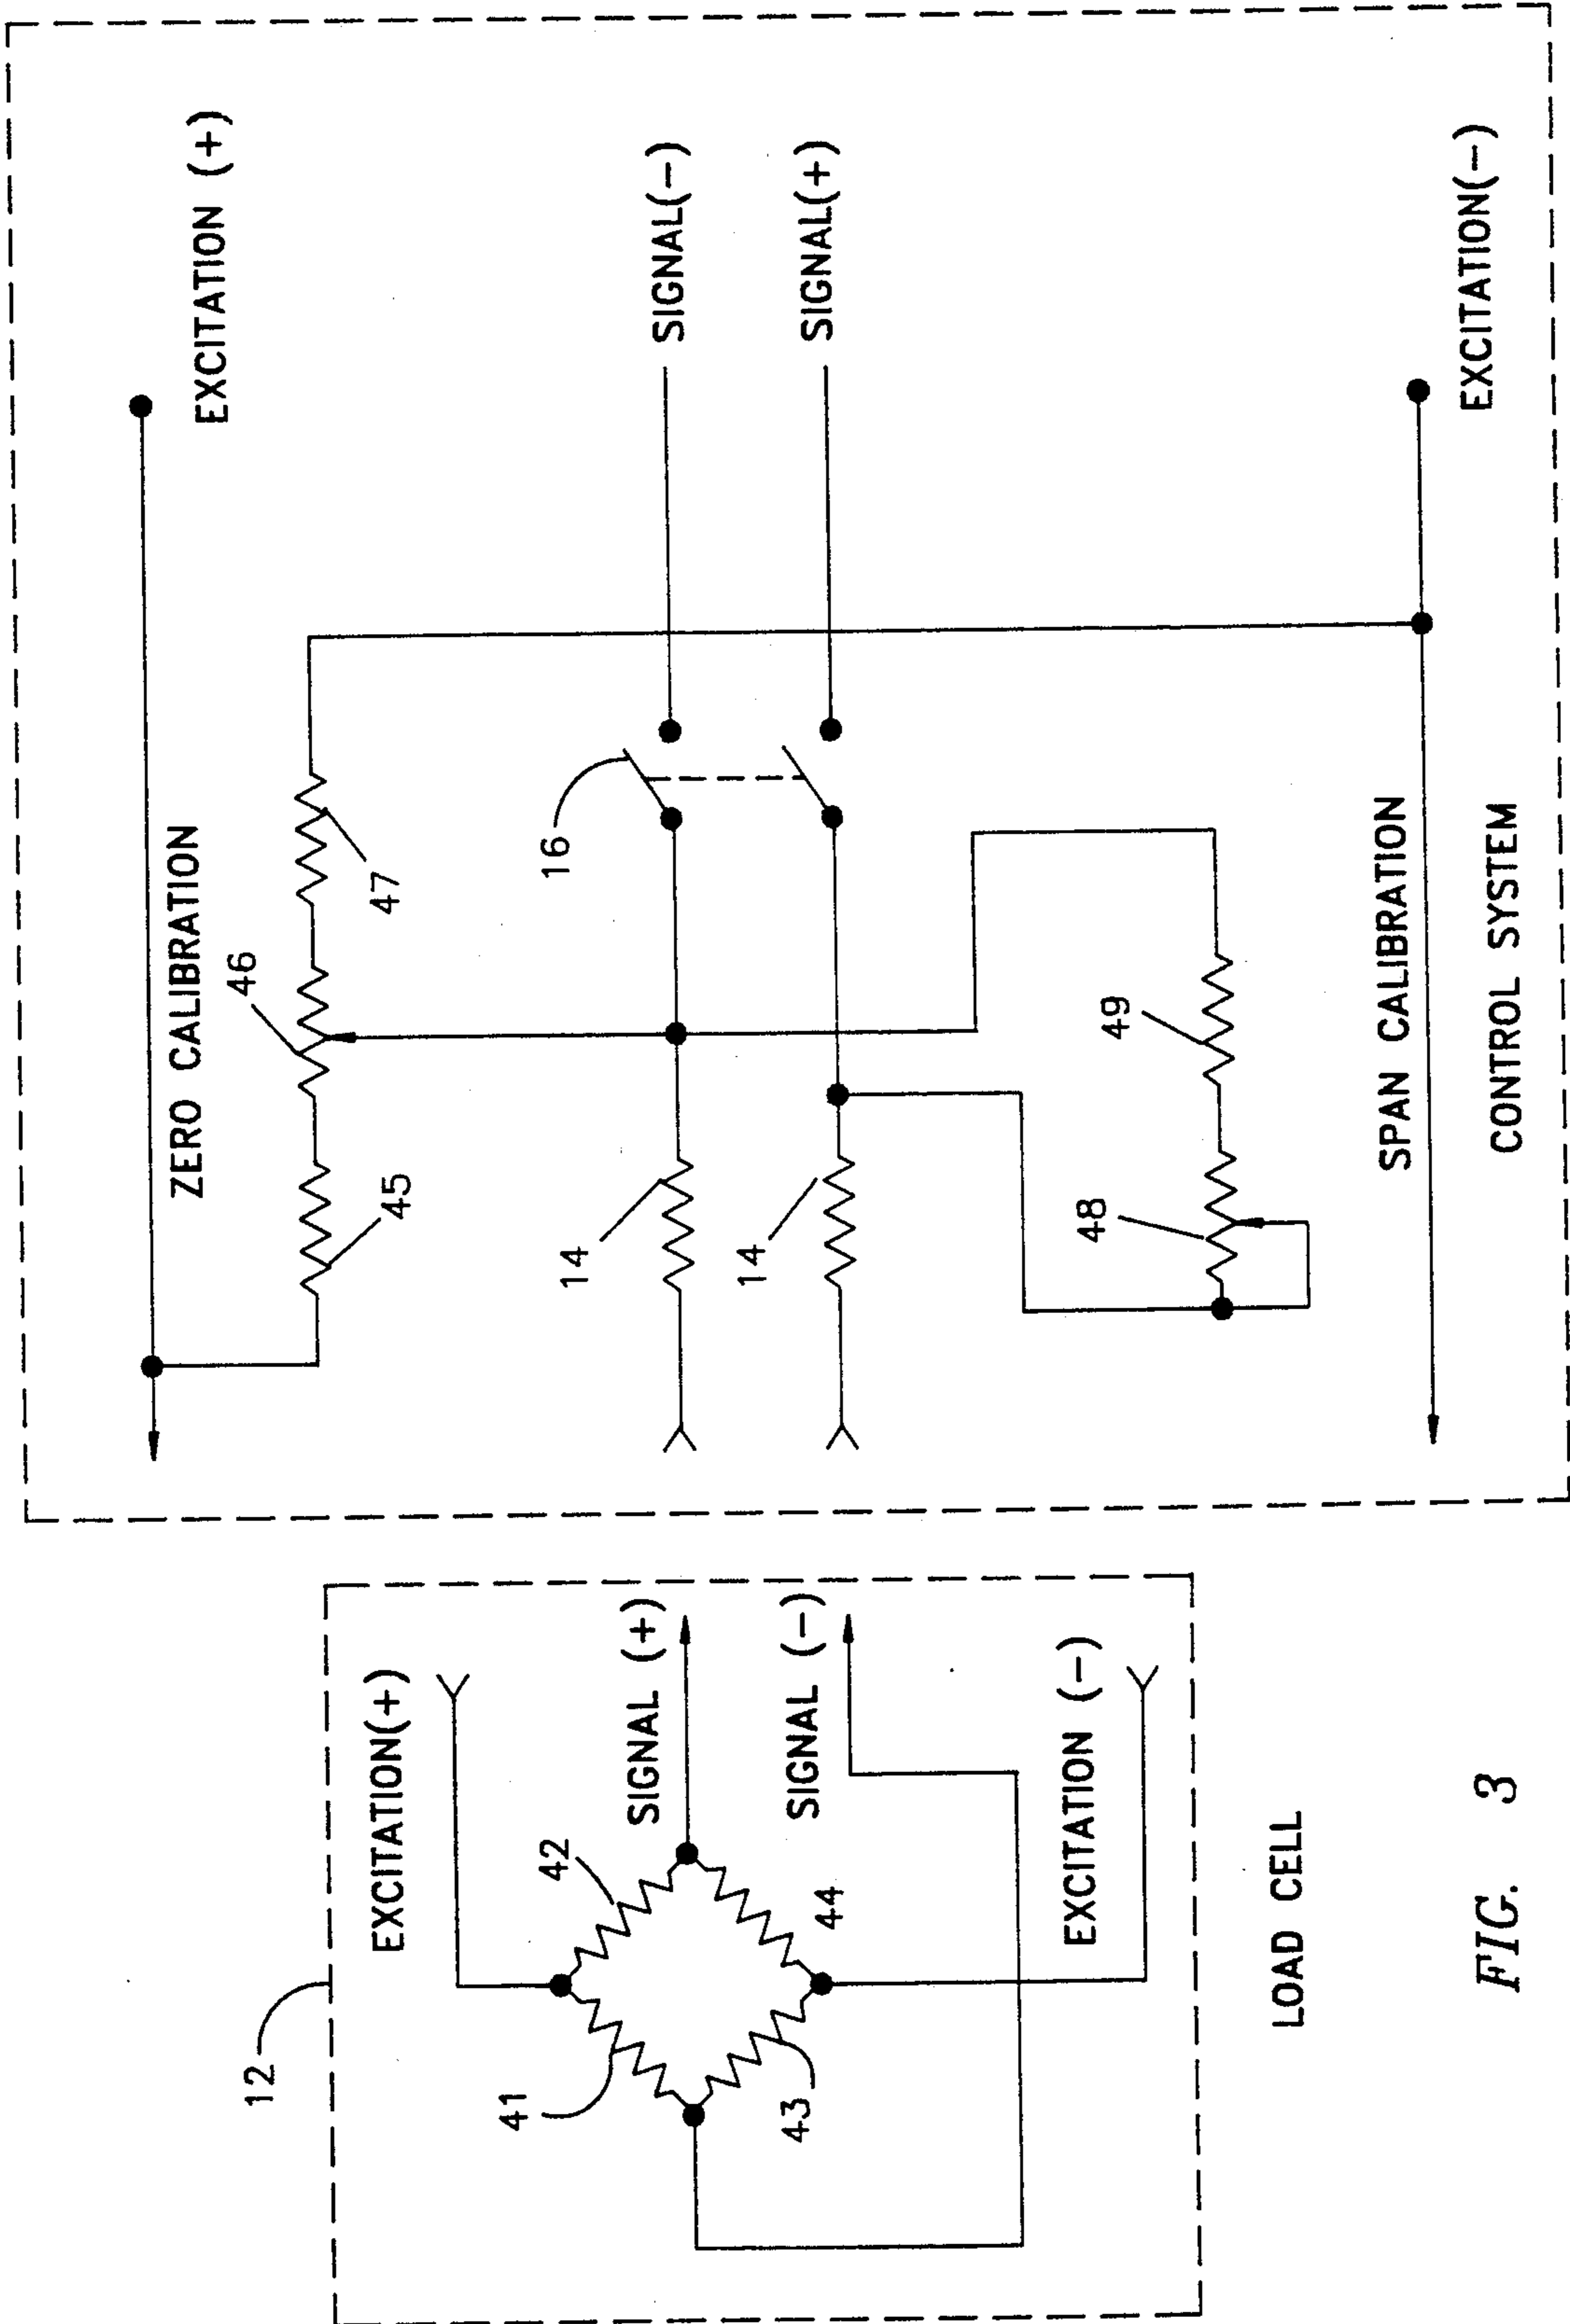 12
EXCITATION(+)
41
42
SIGNAL (+)
SIGNAL (-)
43
44
EXCITATION (-)
LOAD CELL
ZERO CALIBRATION
EXCITATION (+)
45
46
47
14
16
SIGNAL(-)
14
SIGNAL(+)
48
49
SPAN CALIBRATION
EXCITATION(-)
CONTROL SYSTEM
FIG. 3